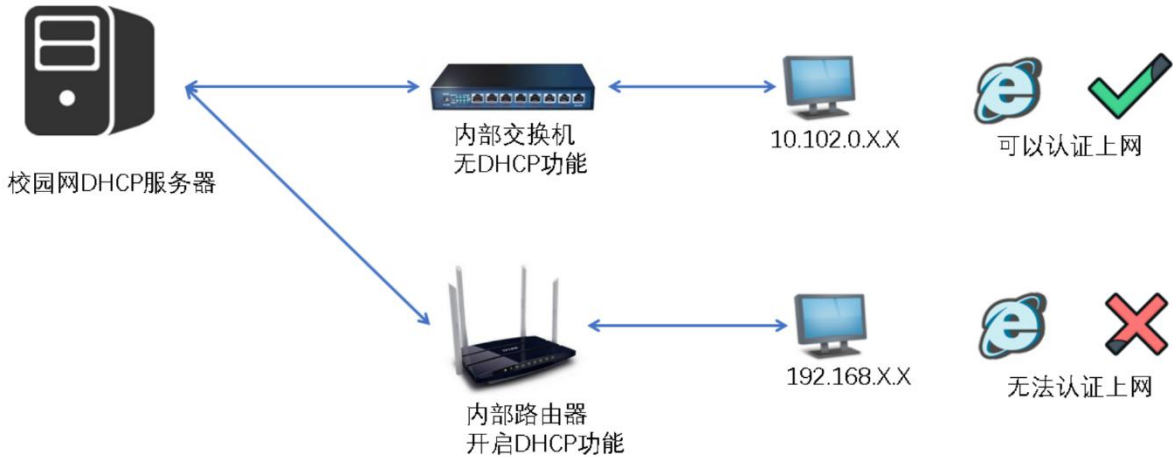 校园网DHCP服务器
内部交换机
无DHCP功能
10.102.0.X.X
可以认证上网
内部路由器
开启DHCP功能
192.168.X.X
无法认证上网